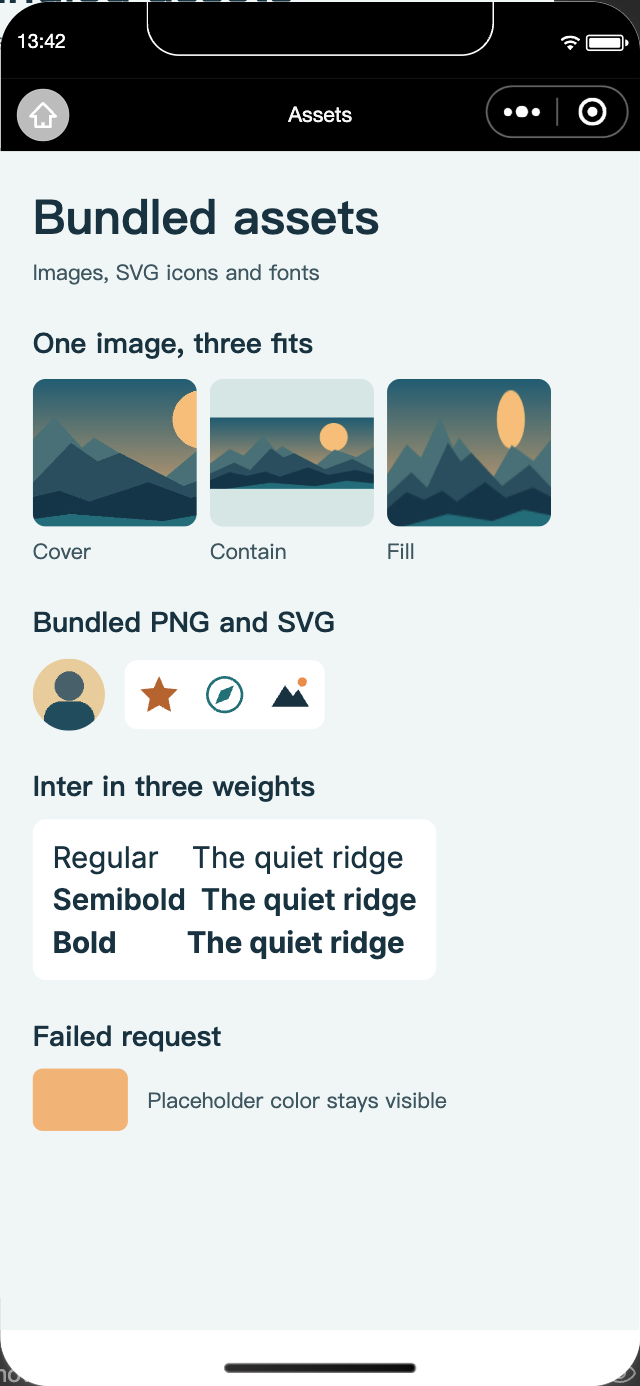 13:42
Assets
Bundled assets
Images, SVG icons and fonts
One image, three fits
Cover
Contain
Fill
Bundled PNG and SVG
Inter in three weights
Regular The quiet ridge
Semibold The quiet ridge
Bold The quiet ridge
Failed request
Placeholder color stays visible